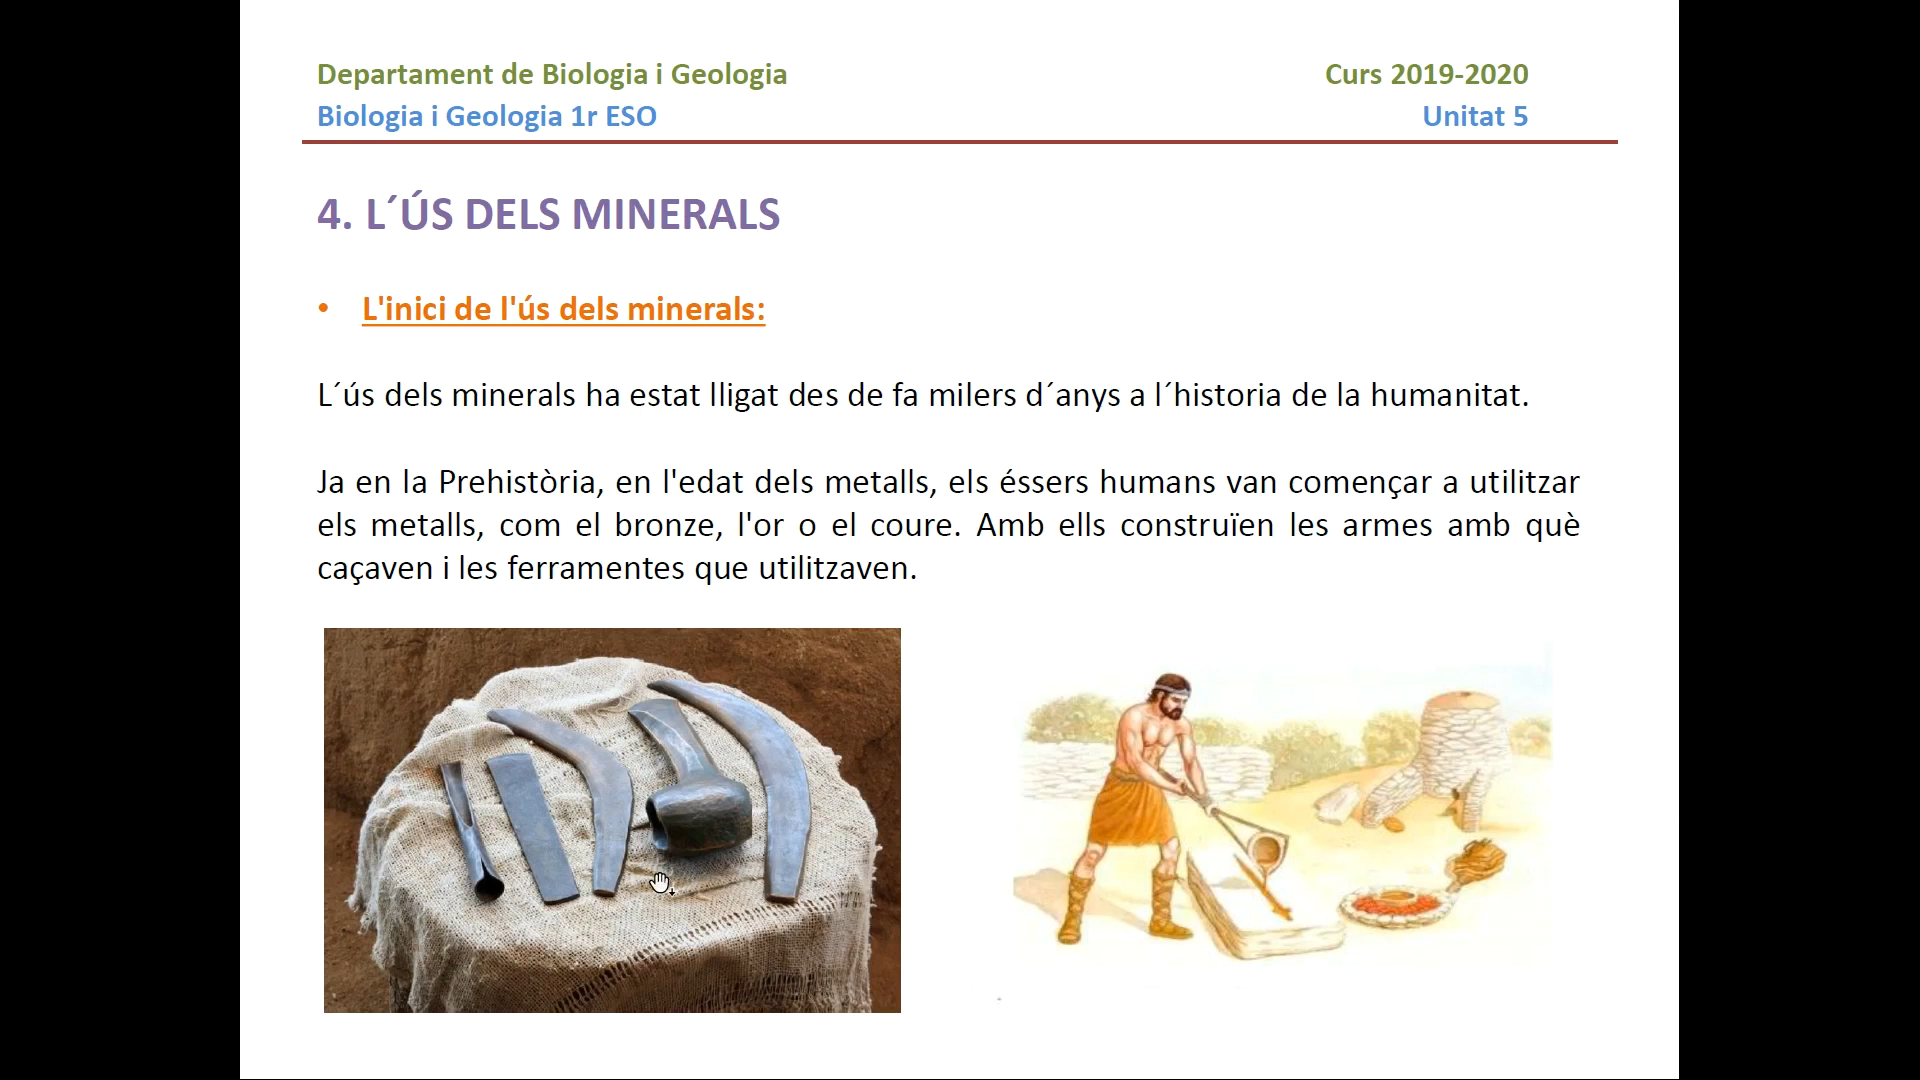 Departament de Biologia i Geologia
Curs 2019-2020
Biologia i Geologia 1r ESO
Unitat 5
4. L´ÚS DELS MINERALS
• L'inici de l'ús dels minerals:
L´ús dels minerals ha estat lligat des de fa milers d´anys a l´historia de la humanitat.
Ja en la Prehistòria, en l'edat dels metalls, els éssers humans van començar a utilitzar
els metalls, com el bronze, l'or o el coure. Amb ells construïen les armes amb què
caçaven i les ferramentes que utilitzaven.